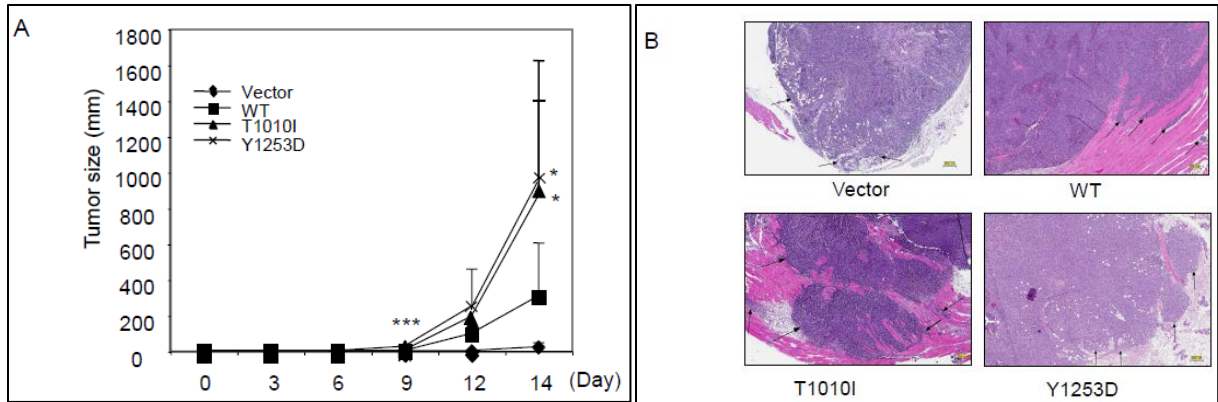 A
Tumor size (mm)
1800
1600
1400
1200
1000
800
600
400
200
0
Vector
WT
T1010I
Y1253D
***
*
*
0 3 6 9 12 14 (Day)
B
Vector WT
T1010I Y1253D